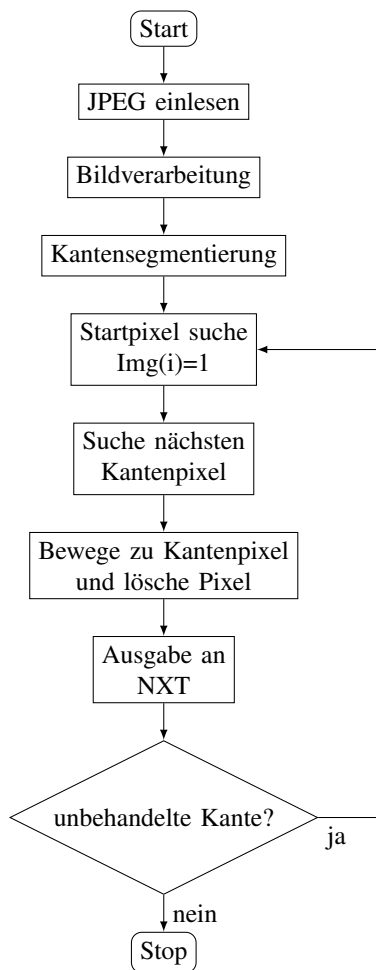 Start
JPEG einlesen
Bildverarbeitung
Kantensegmentierung
Startpixel suche
Img(i)=1
Suche nächsten
Kantenpixel
Bewege zu Kantenpixel
und lösche Pixel
Ausgabe an
NXT
unbehandelte Kante?
ja
nein
Stop